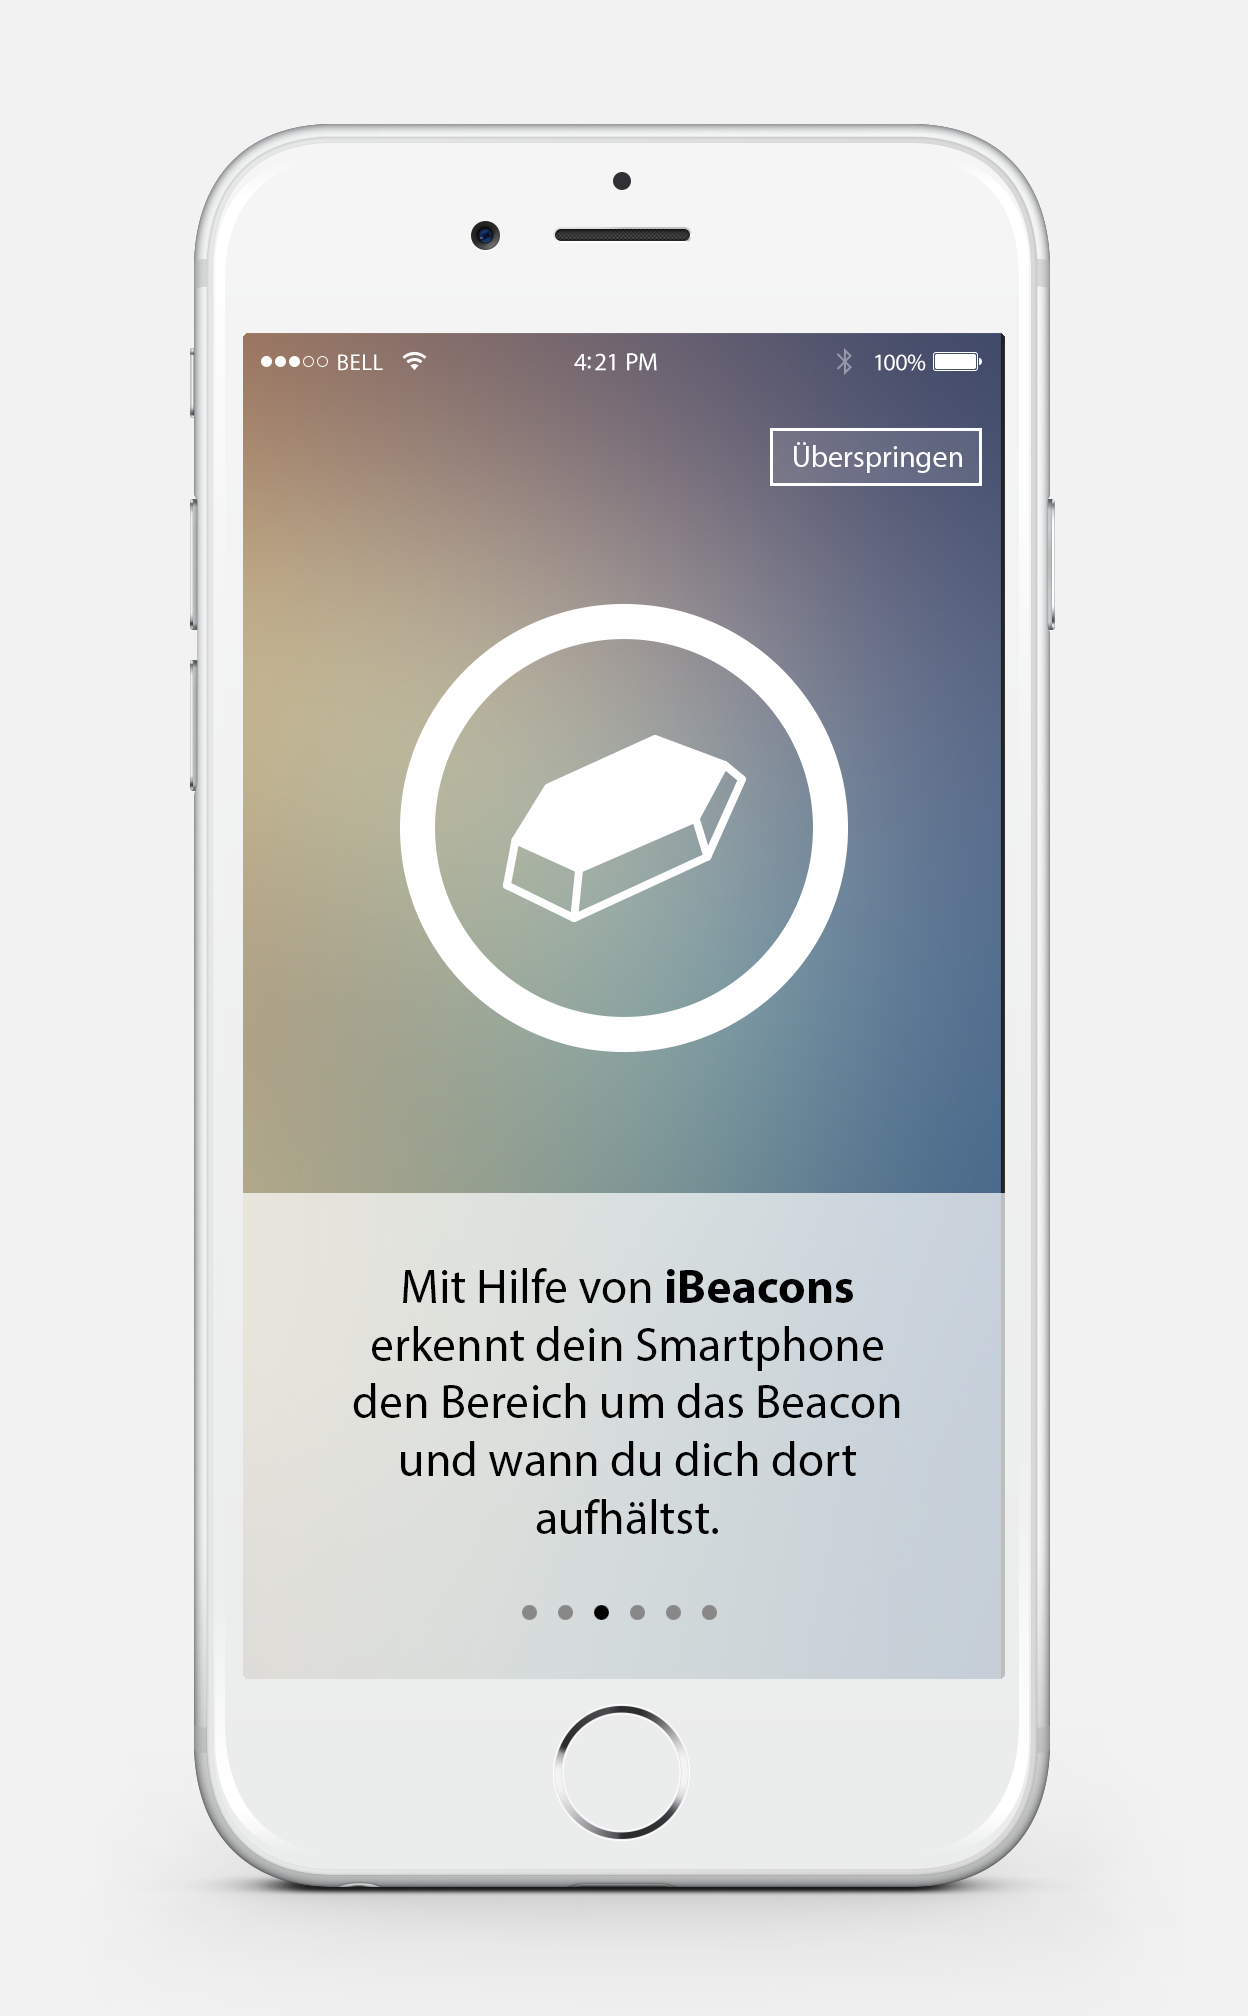 BELL 4:21 PM 100%
Überspringen
Mit Hilfe von iBeacons
erkennt dein Smartphone
den Bereich um das Beacon
und wann du dich dort
aufhältst.